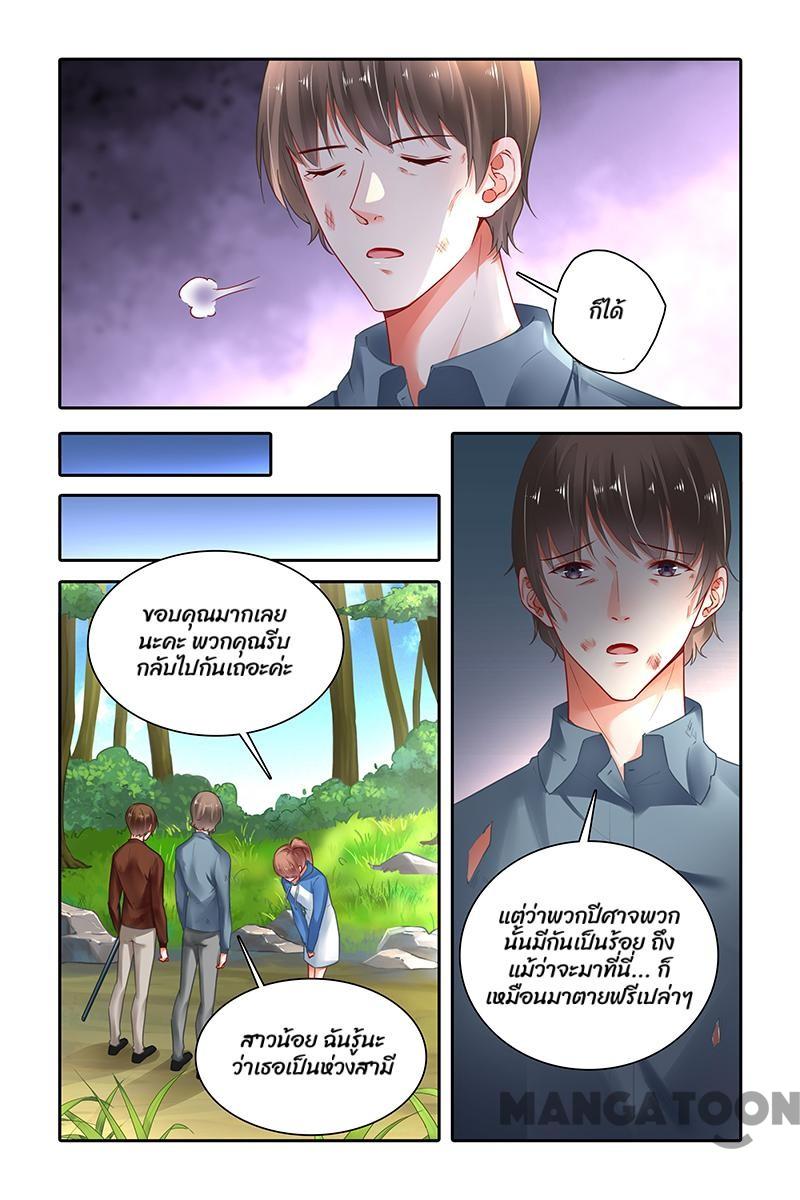 ก็ได้
ขอบคุณมากเลย
นะคะ พวกคุณรีบ
กลับไปกันเถอะค่ะ
สาวน้อย ฉันรู้นะ
ว่าเธอเป็นห่วงสามี
แต่ว่าพวกปีศาจพวก
นั้นมีกันเป็นร้อย ถึง
แม้ว่าจะมาที่นี่... ก็
เหมือนมาตายฟรีเปล่าๆ
MANGATOON